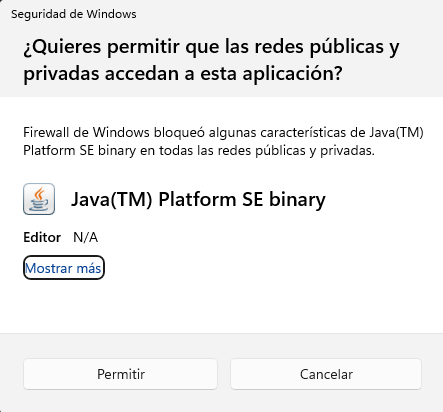 Seguridad de Windows
¿Quieres permitir que las redes públicas y
privadas accedan a esta aplicación?
Firewall de Windows bloqueó algunas características de Java(TM)
Platform SE binary en todas las redes públicas y privadas.
Java(TM) Platform SE binary
Editor N/A
Mostrar más
Permitir Cancelar